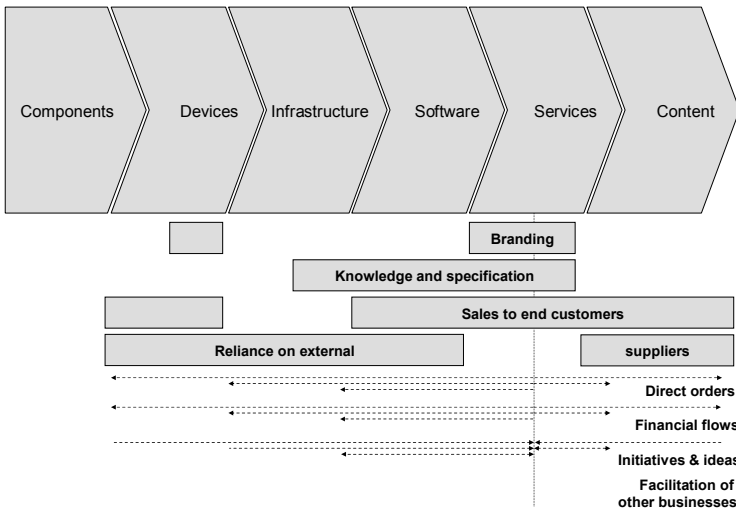 Components Devices Infrastructure Software Services Content
Branding
Knowledge and specification
Sales to end customers
Reliance on external suppliers
Direct orders
Financial flows
Initiatives & ideas
Facilitation of
other businesses